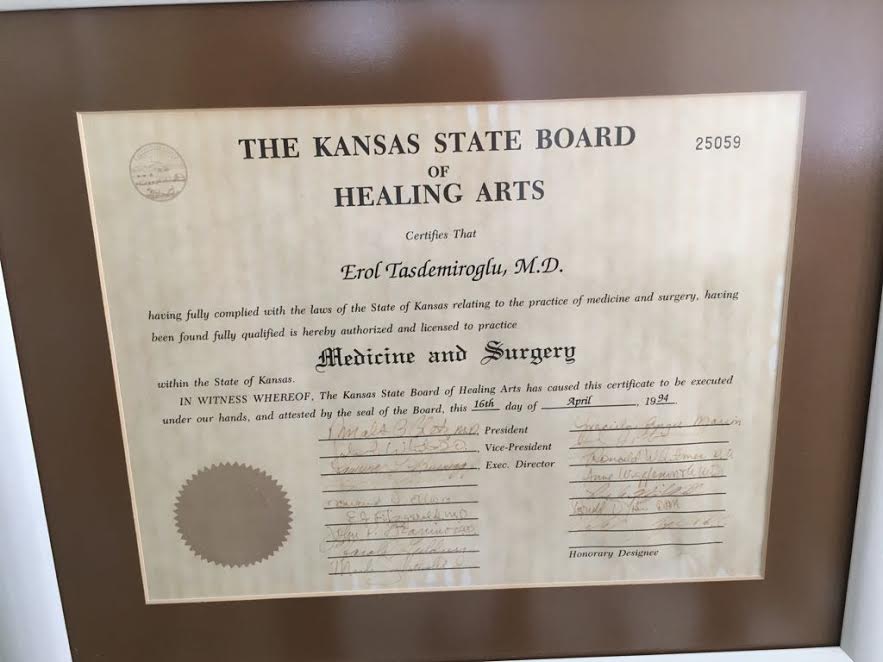 THE KANSAS STATE BOARD
25059
OF
HEALING ARTS
Certifies That
Erol Tasdemiroglu, M.D.
having fully complied with the laws of the State of Kansas relating to the practice of medicine and surgery, having
been found fully qualified is hereby authorized and licensed to practice
Medicine and Surgery
within the State of Kansas.
IN WITNESS WHEREOF, The Kansas State Board of Healing Arts has caused this certificate to be executed
under our hands, and attested by the seal of the Board, this 16th day of April, 1994.
President
Vice-President
Exec. Director
Honorary Designee